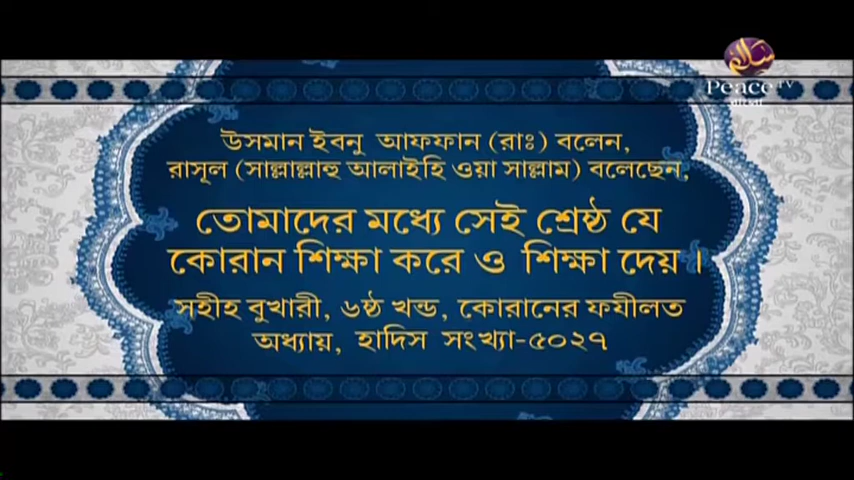 سلام
Peace TV
বাংলা
উসমান ইবনু আফফান (রাঃ) বলেন,
রাসূল (সাল্লাল্লাহু আলাইহি ওয়া সাল্লাম) বলেছেন,
তোমাদের মধ্যে সেই শ্রেষ্ঠ যে
কোরান শিক্ষা করে ও শিক্ষা দেয় ।
সহীহ বুখারী, ৬ষ্ঠ খন্ড, কোরানের ফযীলত
অধ্যায়, হাদিস সংখ্যা-৫০২৭